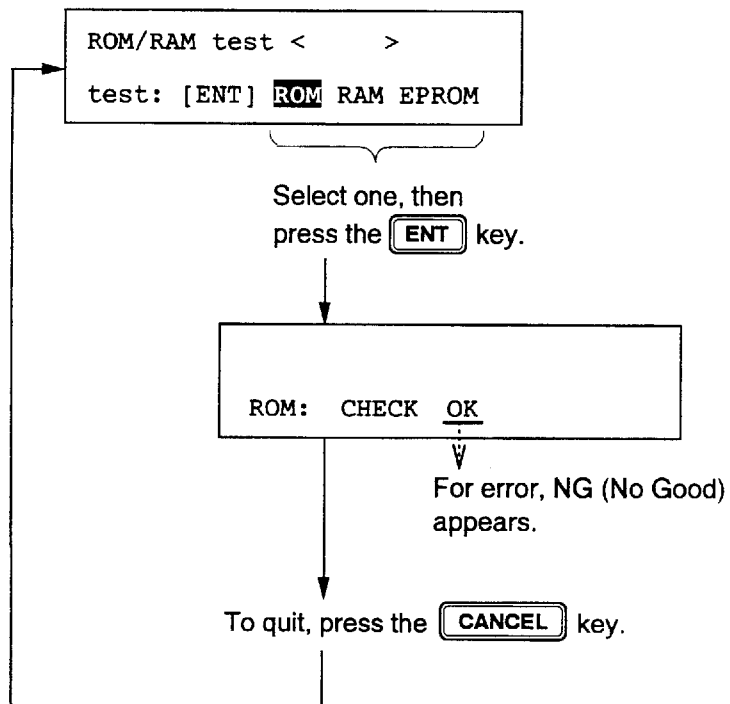 ROM/RAM test <      >
test: [ENT] ROM RAM EPROM
Select one, then
press the ENT key.
ROM:  CHECK  OK
For error, NG (No Good)
appears.
To quit, press the CANCEL key.